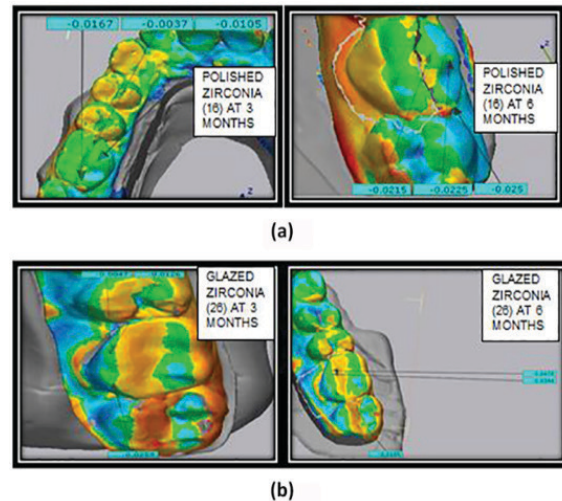 -0.0167 -0.0037 -0.0105
POLISHED
ZIRCONIA
(16) AT 3
MONTHS
Z
POLISHED
ZIRCONIA
(16) AT 6
MONTHS
Z
-0.0215 -0.0225 -0.025
(a)
GLAZED
ZIRCONIA
(26) AT 3
MONTHS
GLAZED
ZIRCONIA
(26) AT 6
MONTHS
(b)